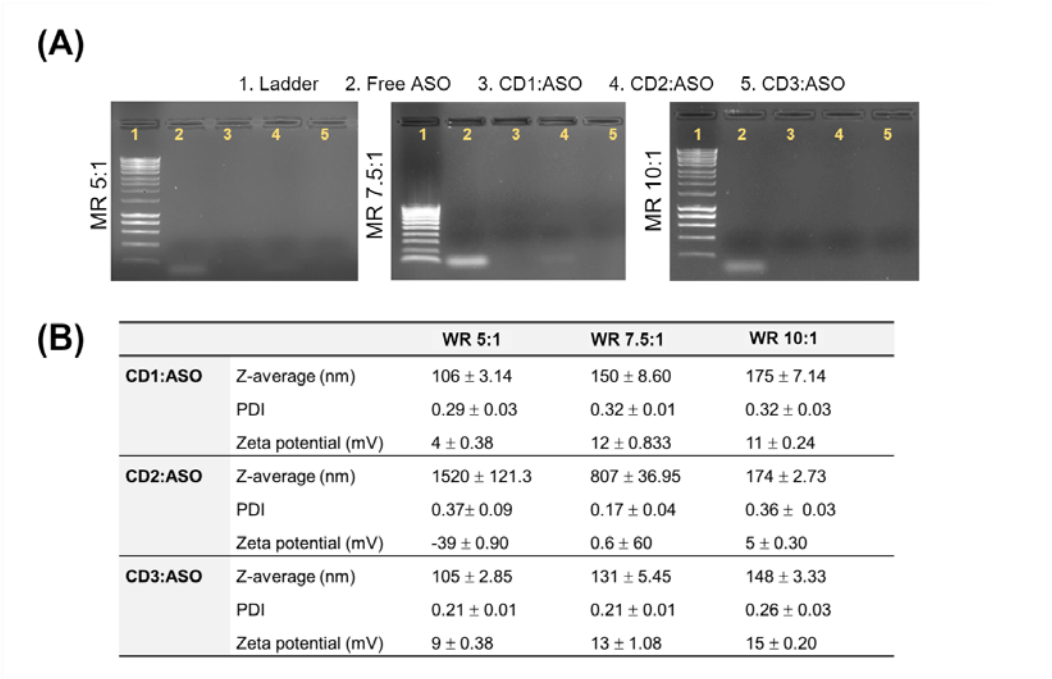 (A)
1. Ladder 2. Free ASO 3. CD1:ASO 4. CD2:ASO 5. CD3:ASO
MR 5:1
1 2 3 4 5
MR 7.5:1
1 2 3 4 5
MR 10:1
1 2 3 4 5
(B)
WR 5:1 WR 7.5:1 WR 10:1
CD1:ASO Z-average (nm) 106 ± 3.14 150 ± 8.60 175 ± 7.14
PDI 0.29 ± 0.03 0.32 ± 0.01 0.32 ± 0.03
Zeta potential (mV) 4 ± 0.38 12 ± 0.833 11 ± 0.24
CD2:ASO Z-average (nm) 1520 ± 121.3 807 ± 36.95 174 ± 2.73
PDI 0.37± 0.09 0.17 ± 0.04 0.36 ± 0.03
Zeta potential (mV) -39 ± 0.90 0.6 ± 60 5 ± 0.30
CD3:ASO Z-average (nm) 105 ± 2.85 131 ± 5.45 148 ± 3.33
PDI 0.21 ± 0.01 0.21 ± 0.01 0.26 ± 0.03
Zeta potential (mV) 9 ± 0.38 13 ± 1.08 15 ± 0.20